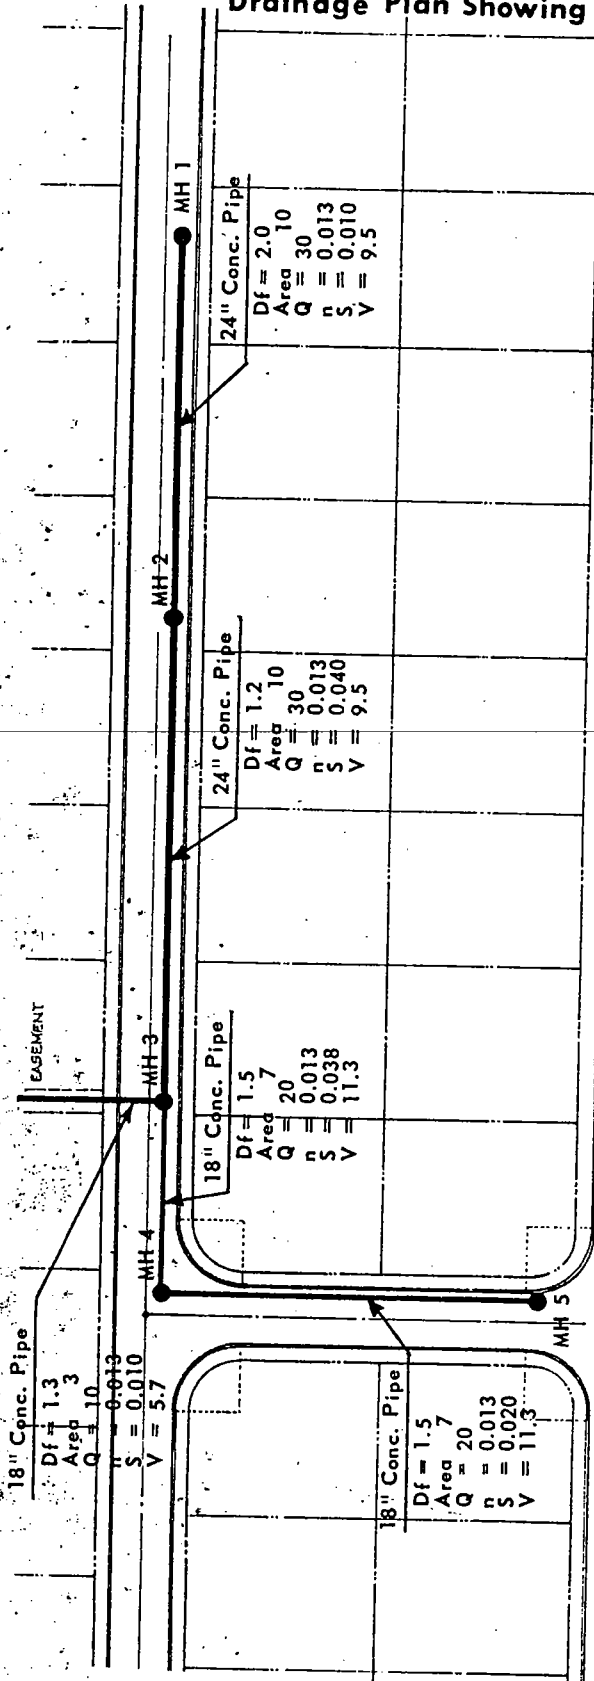 Drainage Plan Showing
MH 1
24" Conc. Pipe
Df = 2.0
Area 10
Q = 30
n = 0.013
S = 0.010
V = 9.5
MH 2
24" Conc. Pipe
Df = 1.2
Area 10
Q = 30
n = 0.013
S = 0.040
V = 9.5
EASEMENT
MH 3
18" Conc. Pipe
Df = 1.5
Area 7
Q = 20
n = 0.013
S = 0.038
V = 11.3
MH 4
18" Conc. Pipe
Df = 1.3
Area 3
Q = 10
n = 0.013
S = 0.010
V = 5.7
MH 5
18" Conc. Pipe
Df = 1.5
Area 7
Q = 20
n = 0.013
S = 0.020
V = 11.3